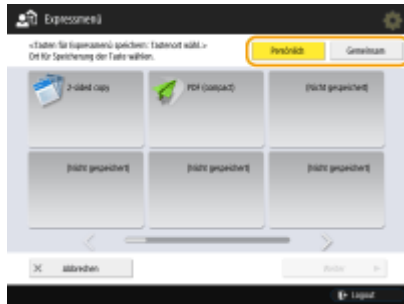 Expressmenü
<Tasten für Expressmenü speichern: Tastenort wähl.>
Ort für Speicherung der Taste wählen.
Persönlich
Gemeinsam
2-sided copy
PDF (compact)
(Nicht gespeichert)
(Nicht gespeichert)
(Nicht gespeichert)
(Nicht gespeichert)
Abbrechen
Weiter
Logout